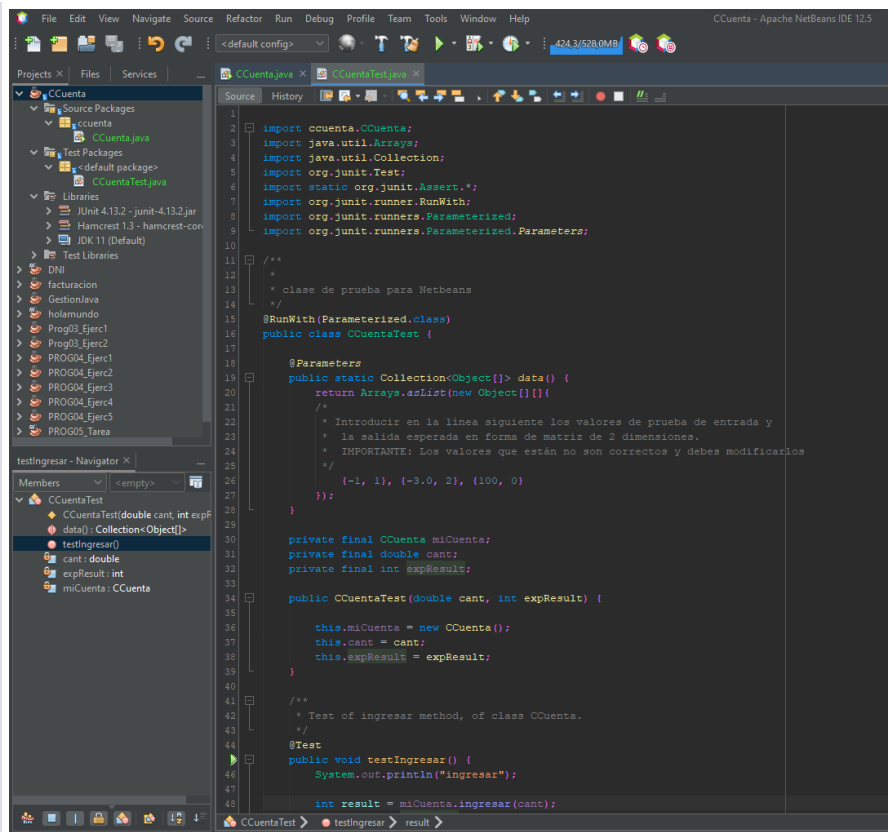 File Edit View Navigate Source Refactor Run Debug Profile Team Tools Window Help CCuenta - Apache NetBeans IDE 12.5
<default config> 424,3/528,0MB
Projects Files Services
CCuenta
Source Packages
ccuenta
CCuenta.java
Test Packages
<default package>
CCuentaTest.java
Libraries
JUnit 4.13.2 - junit-4.13.2.jar
Hamcrest 1.3 - hamcrest-cor
JDK 11 (Default)
Test Libraries
DNI
facturacion
GestionJava
holamundo
Prog03_Ejerc1
Prog03_Ejerc2
PROG04_Ejerc1
PROG04_Ejerc2
PROG04_Ejerc3
PROG04_Ejerc4
PROG04_Ejerc5
PROG05_Tarea
testIngresar - Navigator
Members <empty>
CCuentaTest
CCuentaTest(double cant, int expR
data() : Collection<Object[]>
testIngresar()
cant : double
expResult : int
miCuenta : CCuenta
CCuenta.java CCuentaTest.java
Source History
1
2 import ccuenta.CCuenta;
3 import java.util.Arrays;
4 import java.util.Collection;
5 import org.junit.Test;
6 import static org.junit.Assert.*;
7 import org.junit.runner.RunWith;
8 import org.junit.runners.Parameterized;
9 import org.junit.runners.Parameterized.Parameters;
10
11 /**
12 *
13 * clase de prueba para Netbeans
14 */
15 @RunWith(Parameterized.class)
16 public class CCuentaTest {
17
18 @Parameters
19 public static Collection<Object[]> data() {
20 return Arrays.asList(new Object[][]{
21 /*
22 * Introducir en la linea siguiente los valores de prueba de entrada y
23 * la salida esperada en forma de matriz de 2 dimensiones.
24 * IMPORTANTE: Los valores que están no son correctos y debes modificarlos
25 */
26 {-1, 1}, {-3.0, 2}, {100, 0}
27 });
28 }
29
30 private final CCuenta miCuenta;
31 private final double cant;
32 private final int expResult;
33
34 public CCuentaTest(double cant, int expResult) {
35
36 this.miCuenta = new CCuenta();
37 this.cant = cant;
38 this.expResult = expResult;
39 }
40
41 /**
42 * Test of ingresar method, of class CCuenta.
43 */
44 @Test
public void testIngresar() {
46 System.out.println("ingresar");
47
48 int result = miCuenta.ingresar(cant);
CCuentaTest testIngresar result